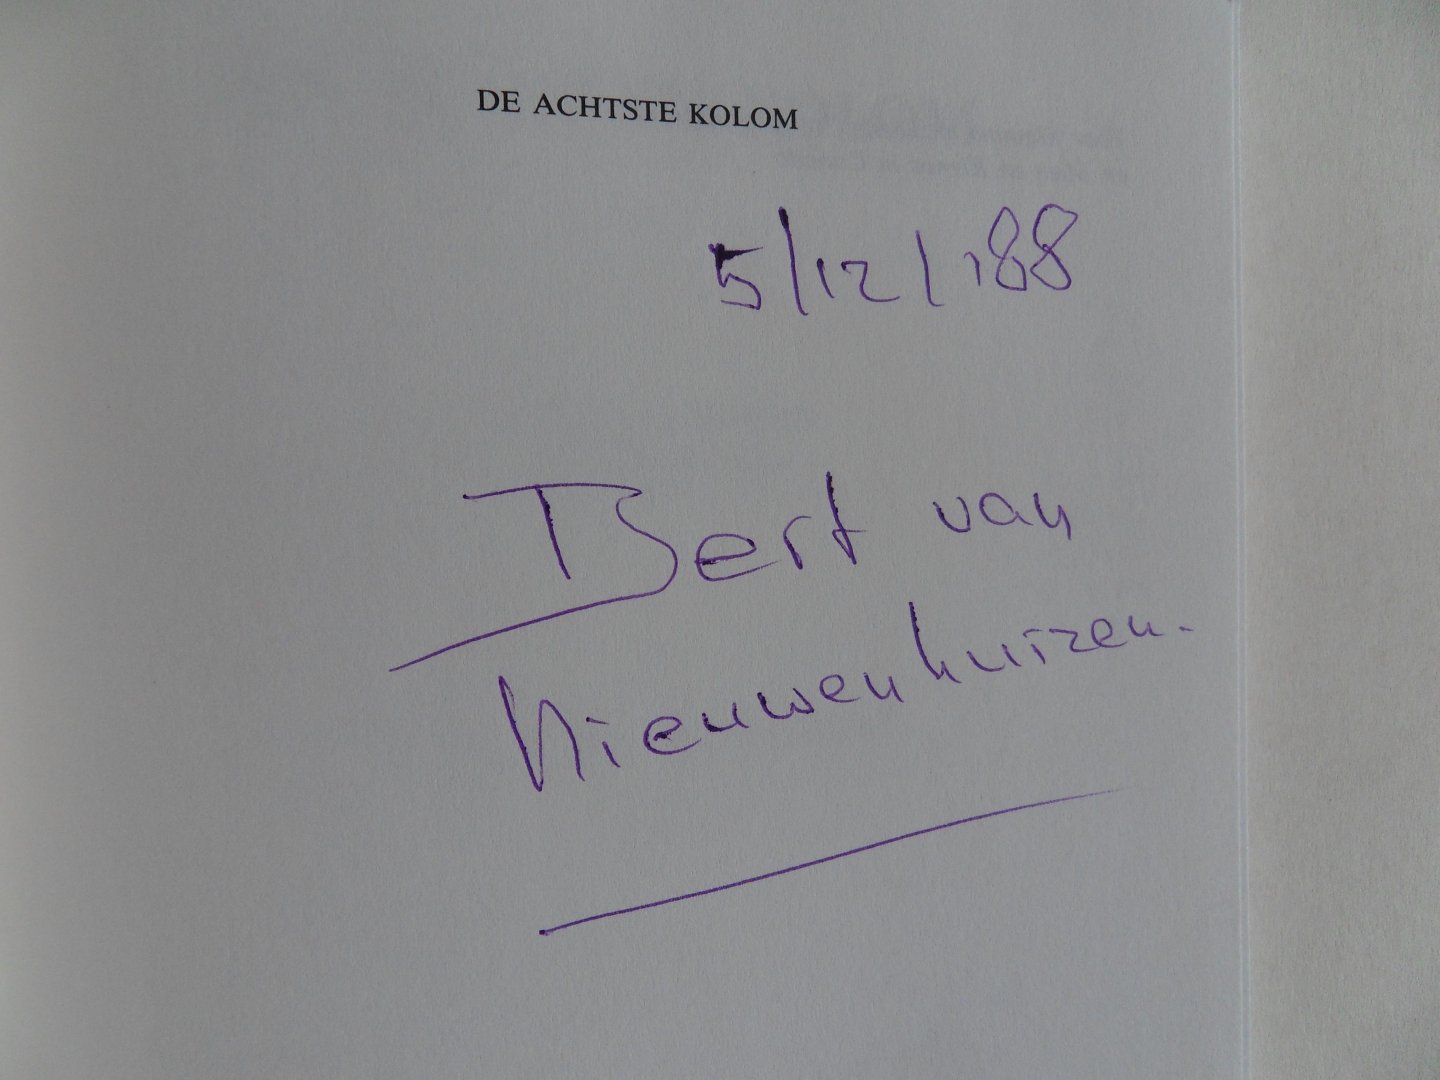 DE ACHTSTE KOLOM
5/12/'88
Bert van
Nieuwenhuizen.